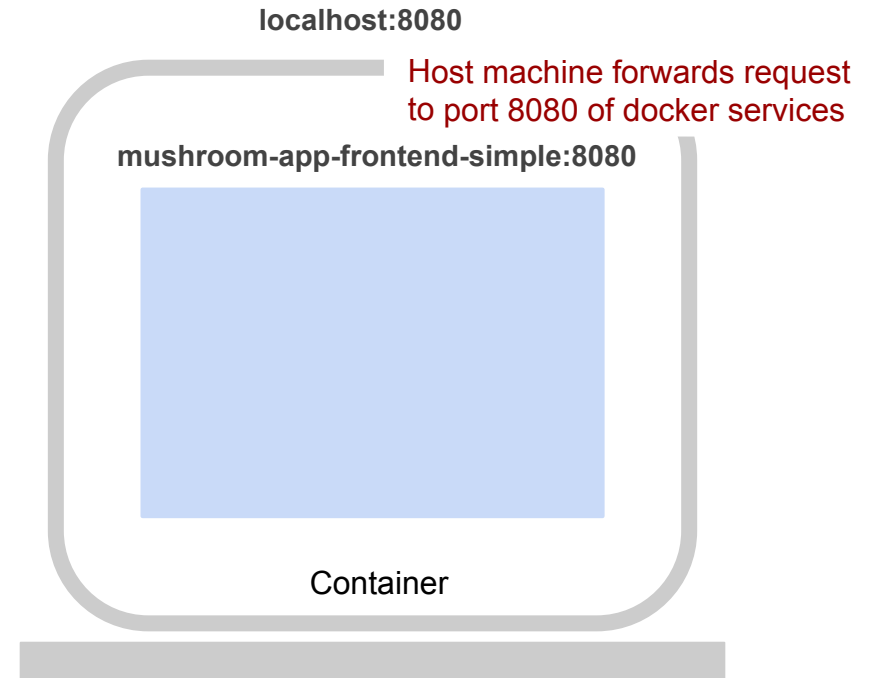 localhost:8080
Host machine forwards request
to port 8080 of docker services
mushroom-app-frontend-simple:8080
Container